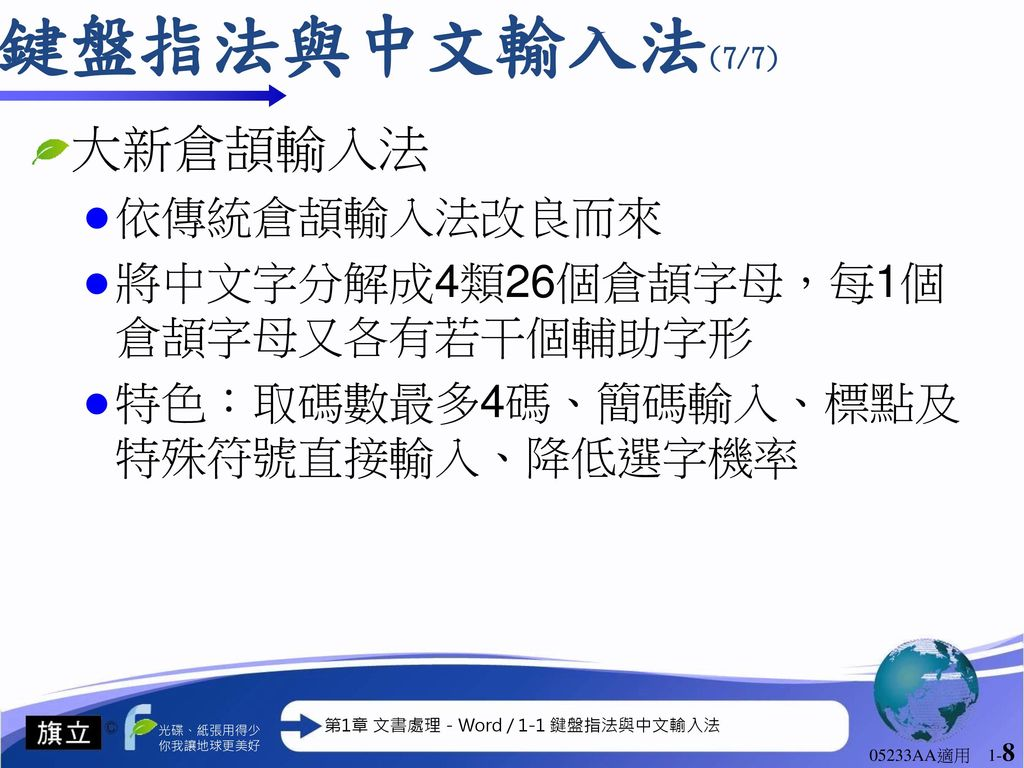 鍵盤指法與中文輸入法(7/7)
大新倉頡輸入法
依傳統倉頡輸入法改良而來
將中文字分解成4類26個倉頡字母，每1個
倉頡字母又各有若干個輔助字形
特色：取碼數最多4碼、簡碼輸入、標點及
特殊符號直接輸入、降低選字機率
旗立 © F 光碟、紙張用得少
你我讓地球更美好
第1章 文書處理 - Word / 1-1 鍵盤指法與中文輸入法
05233AA適用 1-8